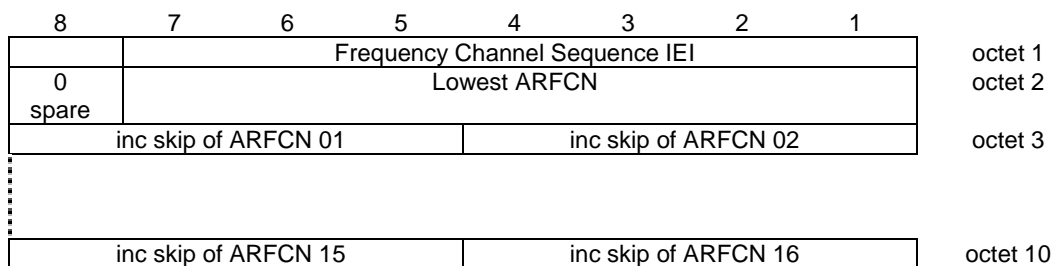 8 7 6 5 4 3 2 1
Frequency Channel Sequence IEI octet 1
0 Lowest ARFCN octet 2
spare
inc skip of ARFCN 01 inc skip of ARFCN 02 octet 3
inc skip of ARFCN 15 inc skip of ARFCN 16 octet 10